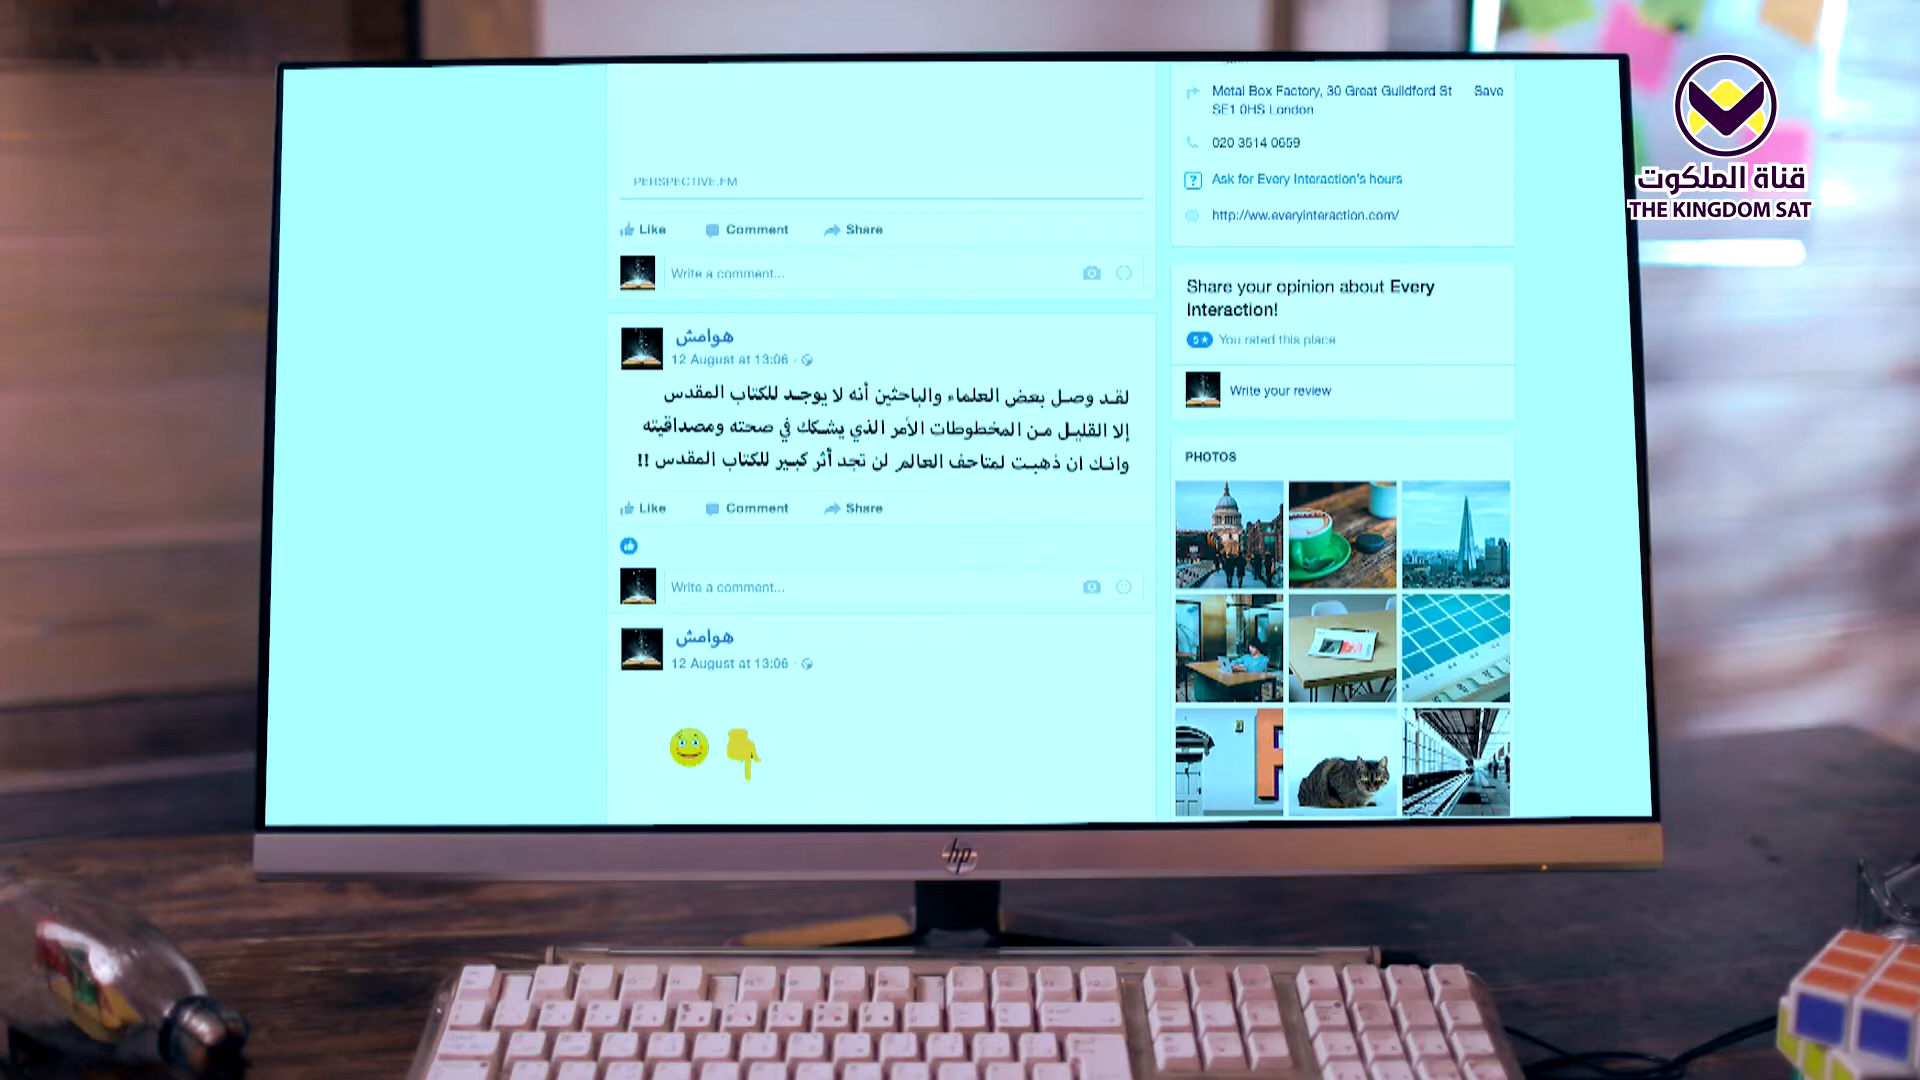 Metal Box Factory, 30 Great Guildford St
SE1 0HS London
Save
020 3514 0659
Ask for Every Interaction's hours
http://ww.everyinteraction.com/
قناة الملكوت
THE KINGDOM SAT
PERSPECTIVE.FM
Like Comment Share
Write a comment...
هوامش
12 August at 13:06
لقد وصل بعض العلماء والباحثين أنه لا يوجد للكتاب المقدس
إلا القليل من المخطوطات الأمر الذي يشكك في صحته ومصداقيته
وانك ان ذهبت لمتاحف العالم لن تجد أثر كبير للكتاب المقدس !!
Like Comment Share
Write a comment...
هوامش
12 August at 13:06
Share your opinion about Every
Interaction!
5★ You rated this place
Write your review
PHOTOS
hp